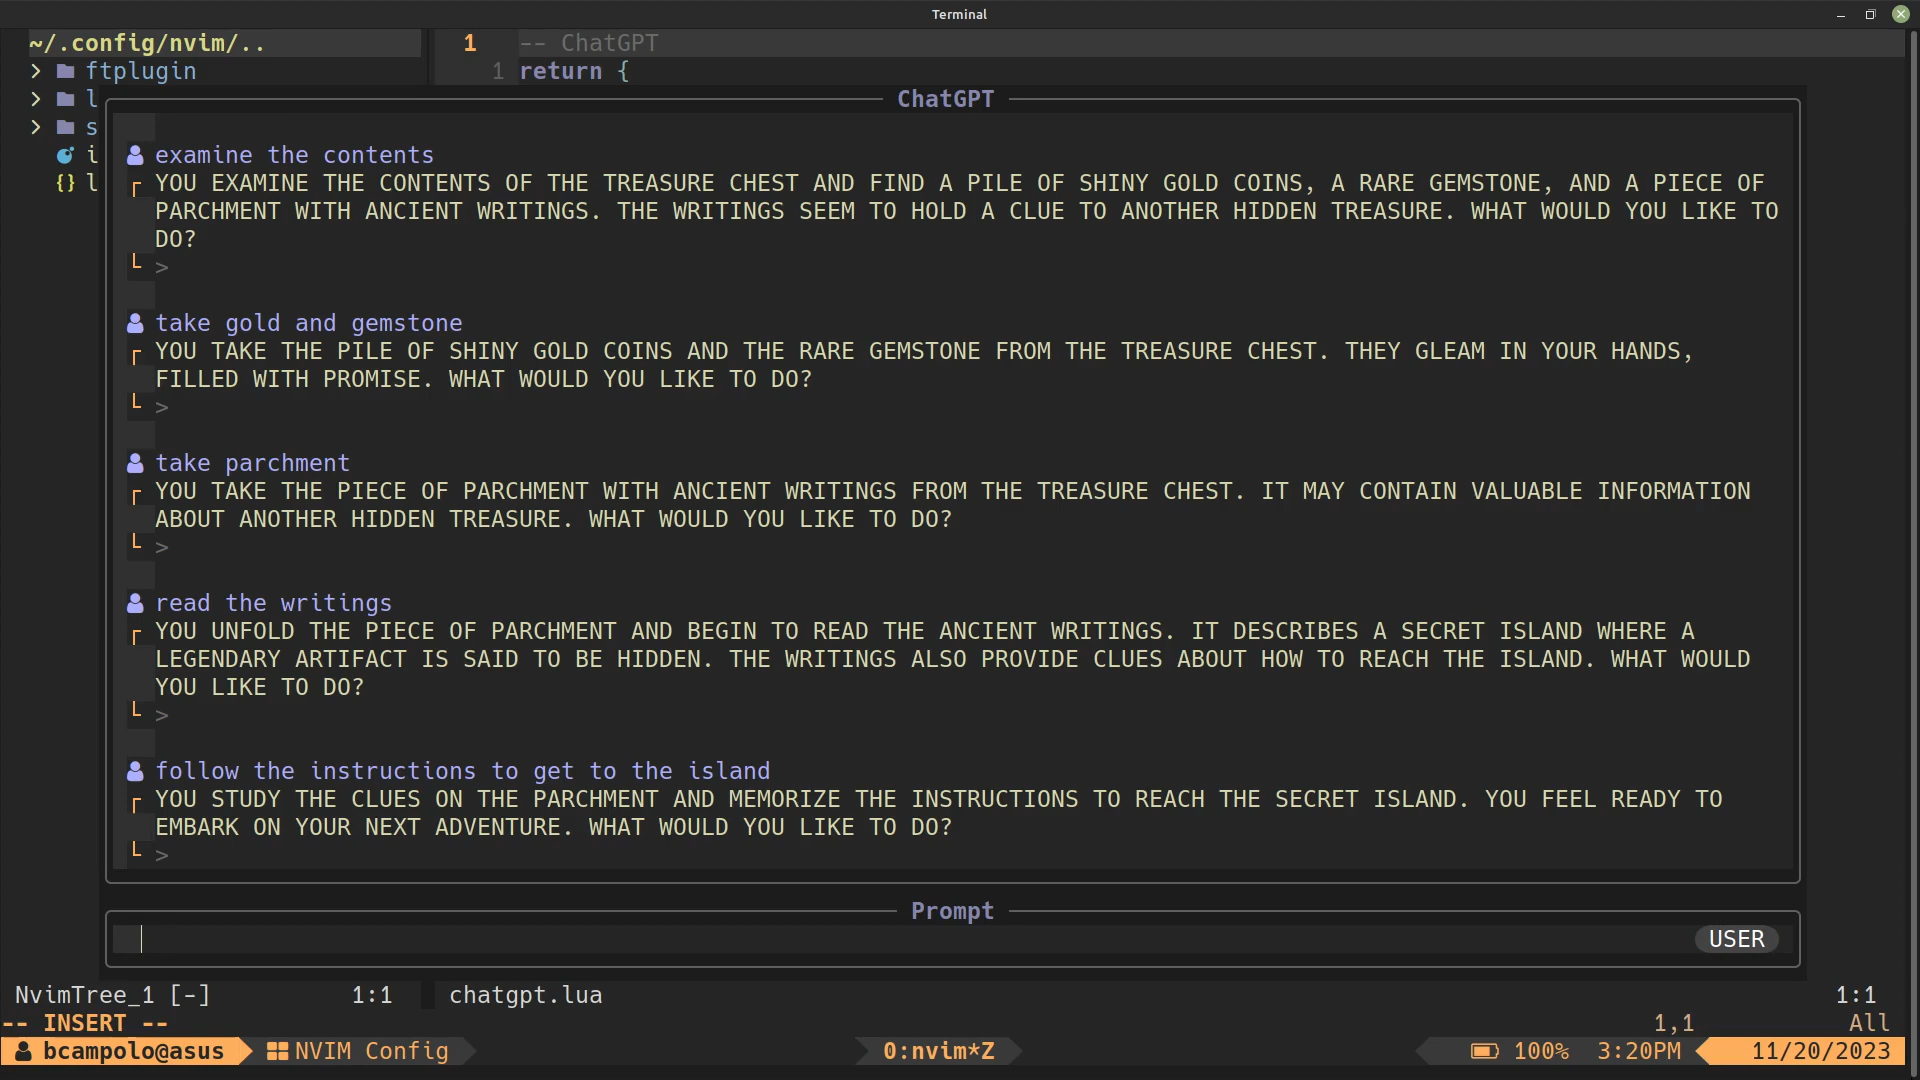 Terminal
~/.config/nvim/..
1 -- ChatGPT
ftplugin
1 return {
l
ChatGPT
s
i
l
examine the contents
YOU EXAMINE THE CONTENTS OF THE TREASURE CHEST AND FIND A PILE OF SHINY GOLD COINS, A RARE GEMSTONE, AND A PIECE OF
PARCHMENT WITH ANCIENT WRITINGS. THE WRITINGS SEEM TO HOLD A CLUE TO ANOTHER HIDDEN TREASURE. WHAT WOULD YOU LIKE TO
DO?
>
take gold and gemstone
YOU TAKE THE PILE OF SHINY GOLD COINS AND THE RARE GEMSTONE FROM THE TREASURE CHEST. THEY GLEAM IN YOUR HANDS,
FILLED WITH PROMISE. WHAT WOULD YOU LIKE TO DO?
>
take parchment
YOU TAKE THE PIECE OF PARCHMENT WITH ANCIENT WRITINGS FROM THE TREASURE CHEST. IT MAY CONTAIN VALUABLE INFORMATION
ABOUT ANOTHER HIDDEN TREASURE. WHAT WOULD YOU LIKE TO DO?
>
read the writings
YOU UNFOLD THE PIECE OF PARCHMENT AND BEGIN TO READ THE ANCIENT WRITINGS. IT DESCRIBES A SECRET ISLAND WHERE A
LEGENDARY ARTIFACT IS SAID TO BE HIDDEN. THE WRITINGS ALSO PROVIDE CLUES ABOUT HOW TO REACH THE ISLAND. WHAT WOULD
YOU LIKE TO DO?
>
follow the instructions to get to the island
YOU STUDY THE CLUES ON THE PARCHMENT AND MEMORIZE THE INSTRUCTIONS TO REACH THE SECRET ISLAND. YOU FEEL READY TO
EMBARK ON YOUR NEXT ADVENTURE. WHAT WOULD YOU LIKE TO DO?
>
Prompt
USER
NvimTree_1 [-] 1:1 chatgpt.lua 1:1
-- INSERT -- 1,1 All
bcampolo@asus NVIM Config 0:nvim*Z 100% 3:20PM 11/20/2023